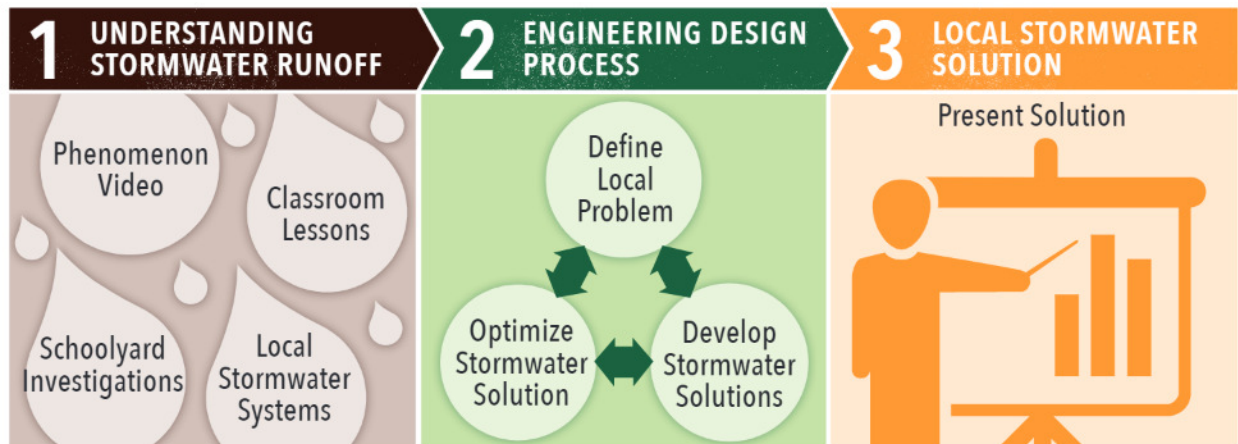 1 UNDERSTANDING
STORMWATER RUNOFF
2 ENGINEERING DESIGN
PROCESS
3 LOCAL STORMWATER
SOLUTION
Phenomenon
Video
Classroom
Lessons
Schoolyard
Investigations
Local
Stormwater
Systems
Define
Local
Problem
Optimize
Stormwater
Solution
Develop
Stormwater
Solutions
Present Solution